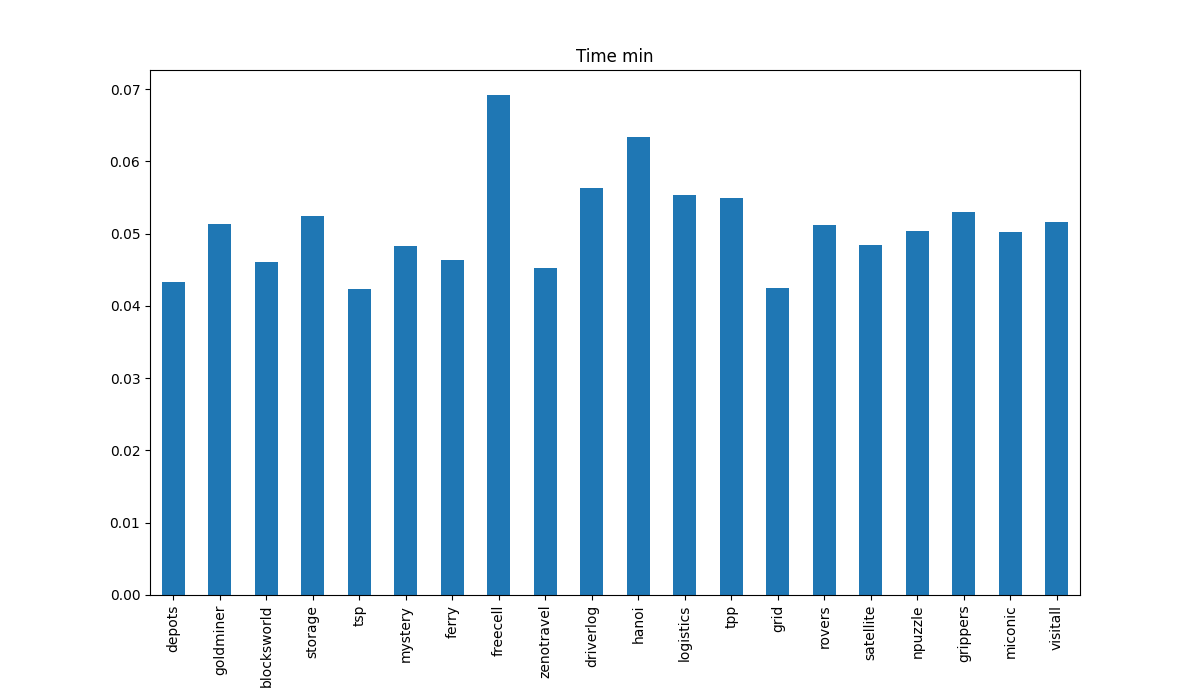 Time min
0.07
0.06
0.05
0.04
0.03
0.02
0.01
0.00
depots
goldminer
blocksworld
storage
tsp
mystery
ferry
freecell
zenotravel
driverlog
hanoi
logistics
tpp
grid
rovers
satellite
npuzzle
grippers
miconic
visitall